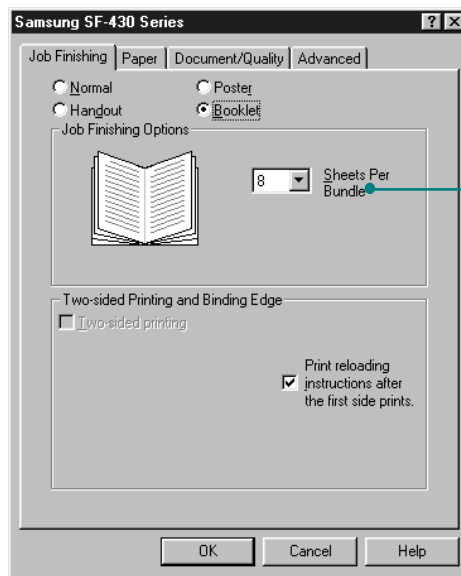 Samsung SF-430 Series
Job Finishing Paper Document/Quality Advanced
Normal Poster
Handout Booklet
Job Finishing Options
8 Sheets Per
Bundle
Two-sided Printing and Binding Edge
Two-sided printing
Print reloading
instructions after
the first side prints.
OK Cancel Help